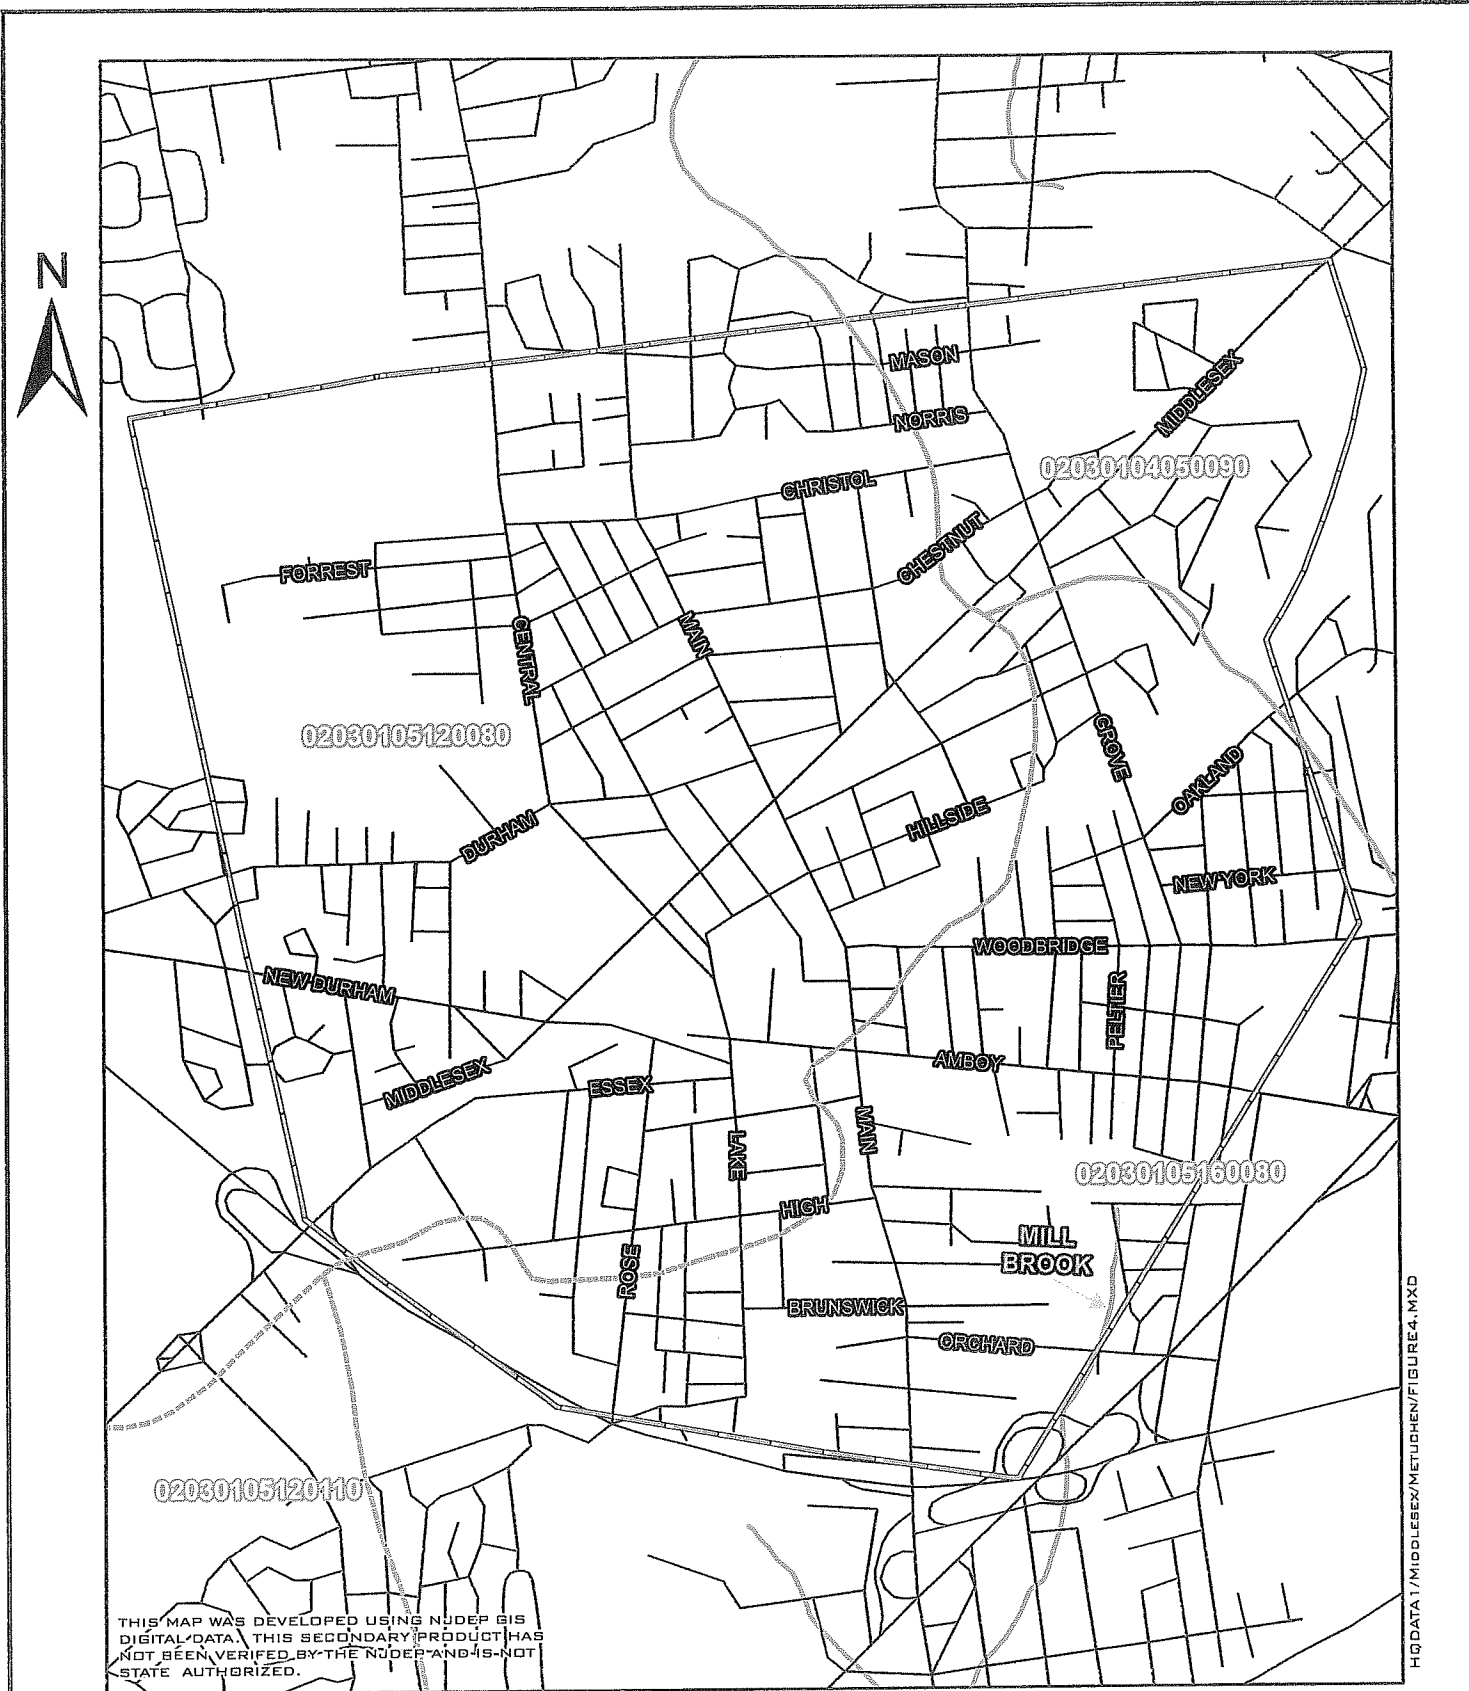 N
MASON
MIDDLESEX
NORRIS
02030104050090
CHRISTOL
CHESTNUT
FORREST
CENTRAL
MAIN
02030105120080
GROVE
OAKLAND
DURHAM
HILLSIDE
NEW YORK
WOODBRIDGE
NEW DURHAM
PELTIER
AMBOY
MIDDLESEX
ESSEX
MAIN
LAKE
02030105160080
HIGH
MILL
BROOK
ROSE
BRUNSWICK
ORCHARD
02030105120110
THIS MAP WAS DEVELOPED USING NJDEP GIS
DIGITAL DATA. THIS SECONDARY PRODUCT HAS
NOT BEEN VERIFED BY THE NJDEP AND IS NOT
STATE AUTHORIZED.
HQDATA1/MIDDLESEX/METUCHEN/FIGURE4.MXD